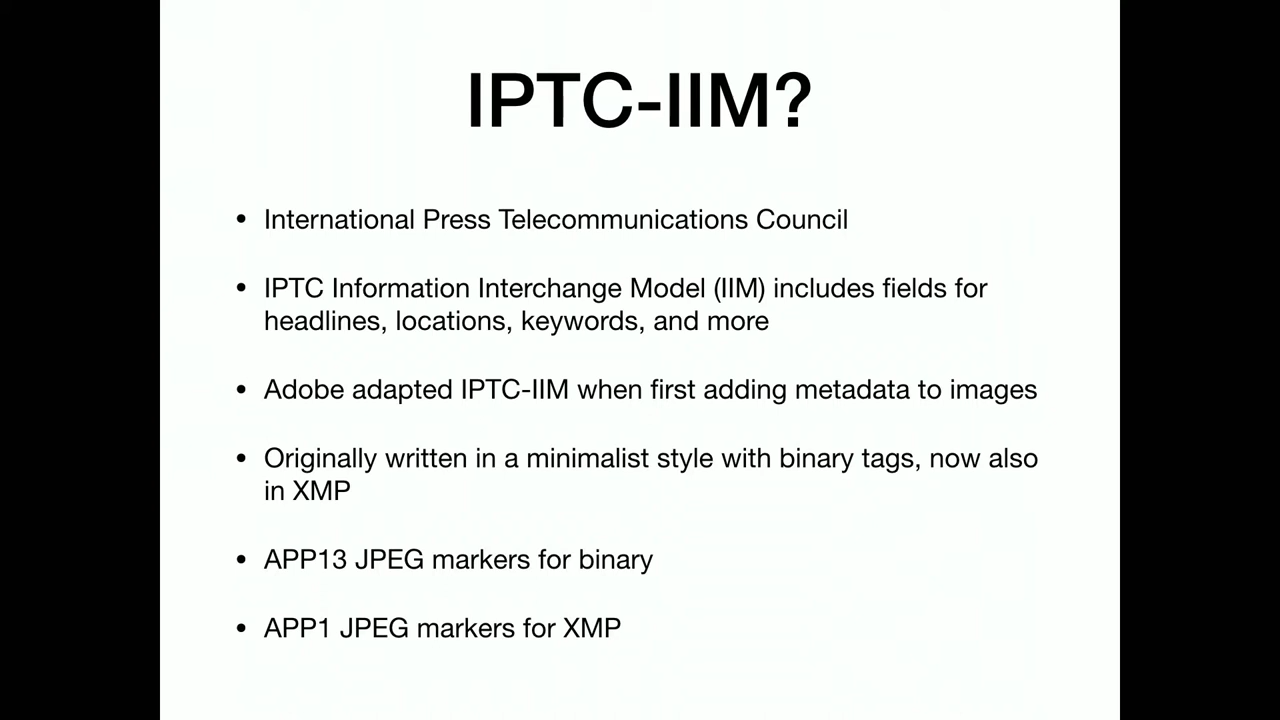 IPTC-IIM?
• International Press Telecommunications Council
• IPTC Information Interchange Model (IIM) includes fields for
headlines, locations, keywords, and more
• Adobe adapted IPTC-IIM when first adding metadata to images
• Originally written in a minimalist style with binary tags, now also
in XMP
• APP13 JPEG markers for binary
• APP1 JPEG markers for XMP